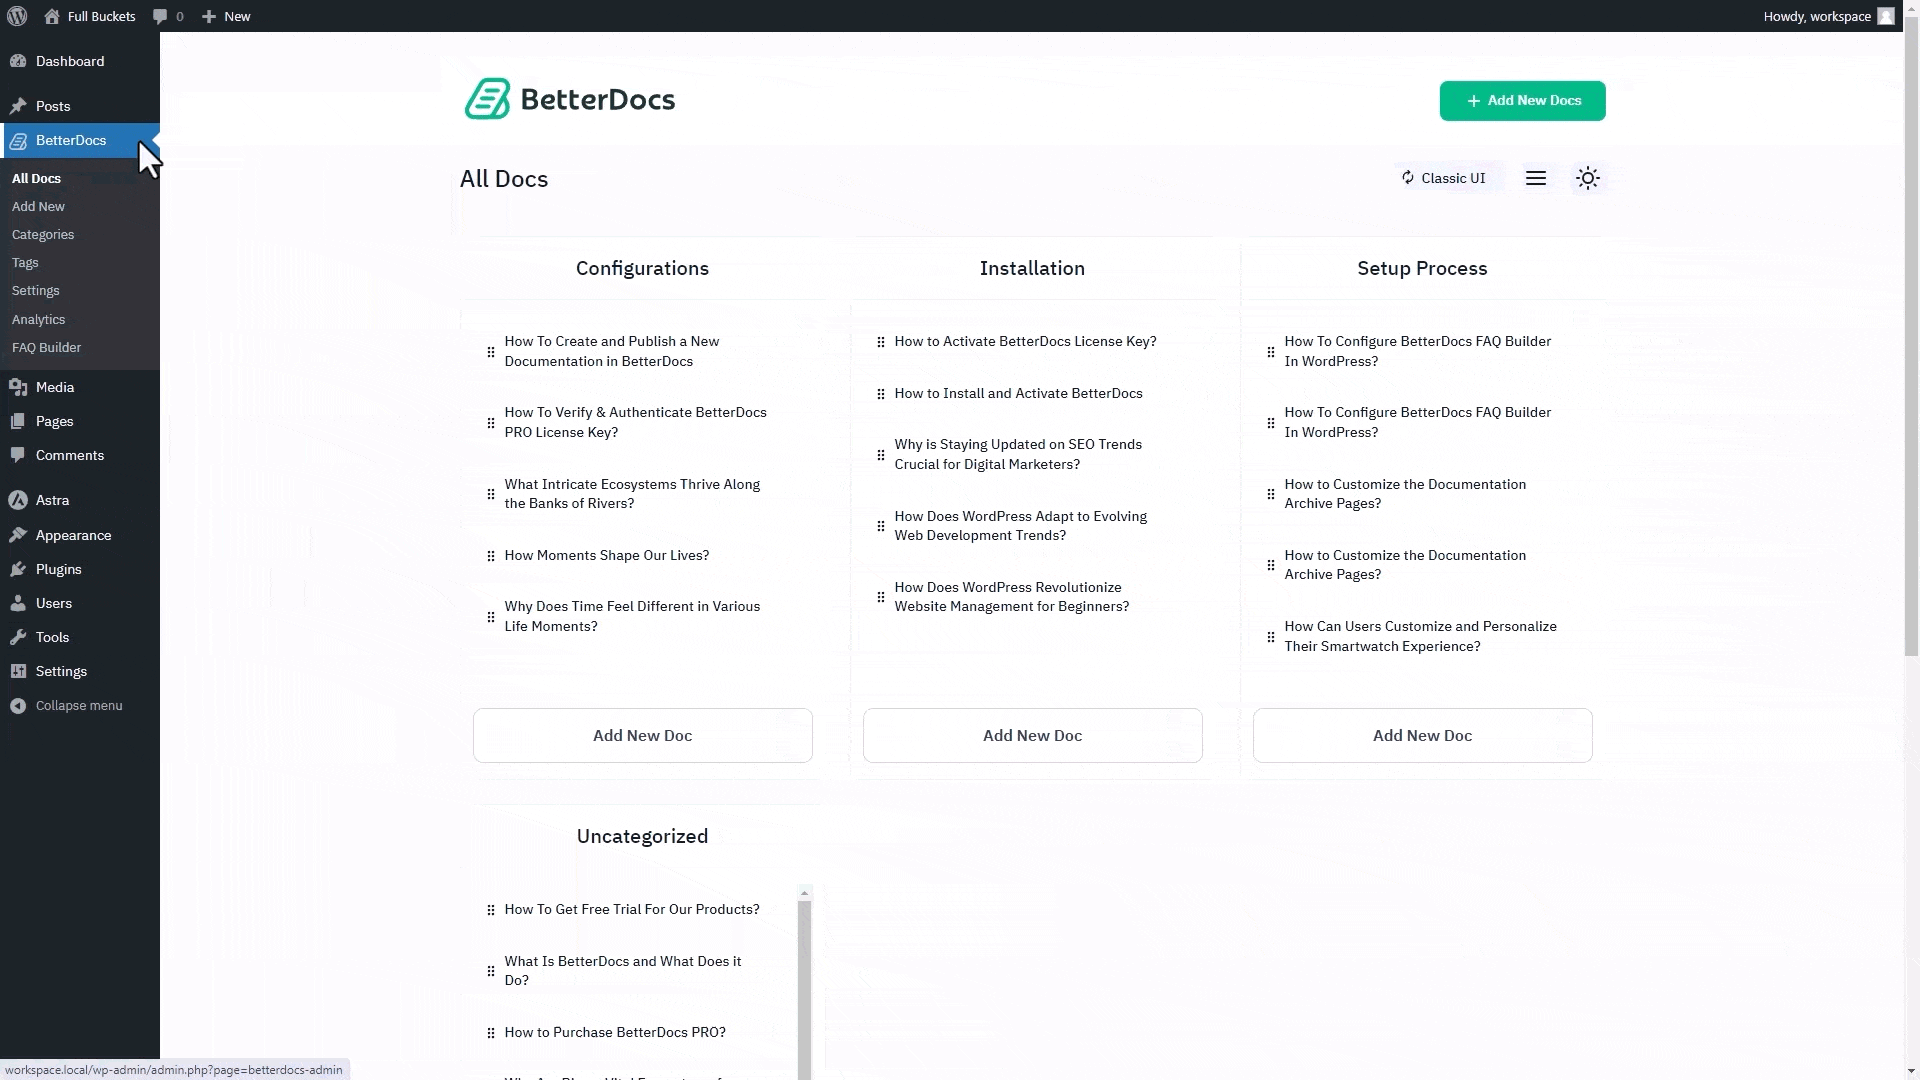 Full Buckets
0
New
Howdy, workspace
Dashboard
Posts
BetterDocs
All Docs
Add New
Categories
Tags
Settings
Analytics
FAQ Builder
Media
Pages
Comments
Astra
Appearance
Plugins
Users
Tools
Settings
Collapse menu
BetterDocs
+ Add New Docs
All Docs
Classic UI
Configurations
How To Create and Publish a New
Documentation in BetterDocs
How To Verify & Authenticate BetterDocs
PRO License Key?
What Intricate Ecosystems Thrive Along
the Banks of Rivers?
How Moments Shape Our Lives?
Why Does Time Feel Different in Various
Life Moments?
Add New Doc
Installation
How to Activate BetterDocs License Key?
How to Install and Activate BetterDocs
Why is Staying Updated on SEO Trends
Crucial for Digital Marketers?
How Does WordPress Adapt to Evolving
Web Development Trends?
How Does WordPress Revolutionize
Website Management for Beginners?
Add New Doc
Setup Process
How To Configure BetterDocs FAQ Builder
In WordPress?
How To Configure BetterDocs FAQ Builder
In WordPress?
How to Customize the Documentation
Archive Pages?
How to Customize the Documentation
Archive Pages?
How Can Users Customize and Personalize
Their Smartwatch Experience?
Add New Doc
Uncategorized
How To Get Free Trial For Our Products?
What Is BetterDocs and What Does it
Do?
How to Purchase BetterDocs PRO?
workspace.local/wp-admin/admin.php?page=betterdocs-admin